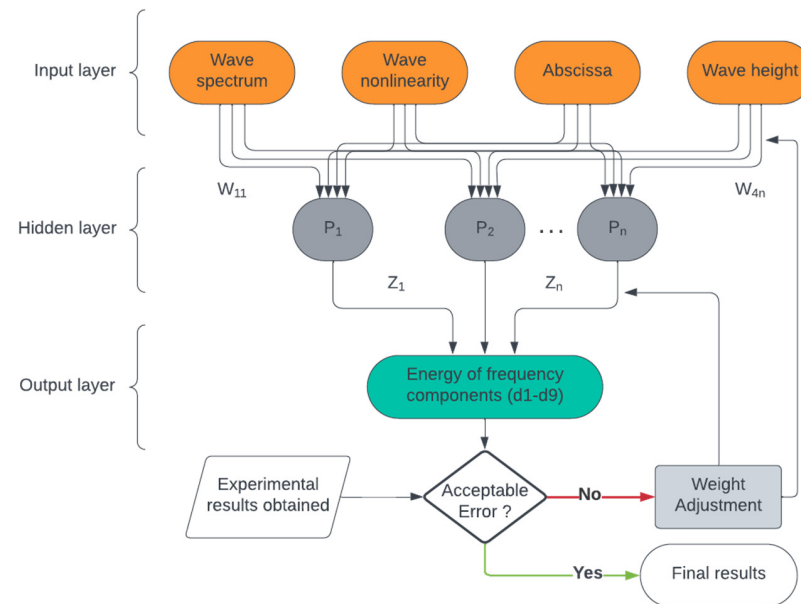 Input layer
Wave
spectrum
Wave
nonlinearity
Abscissa
Wave height
W11
W4n
Hidden layer
P1
P2
...
Pn
Z1
Zn
Output layer
Energy of frequency
components (d1-d9)
Experimental
results obtained
Acceptable
Error ?
No
Weight
Adjustment
Yes
Final results